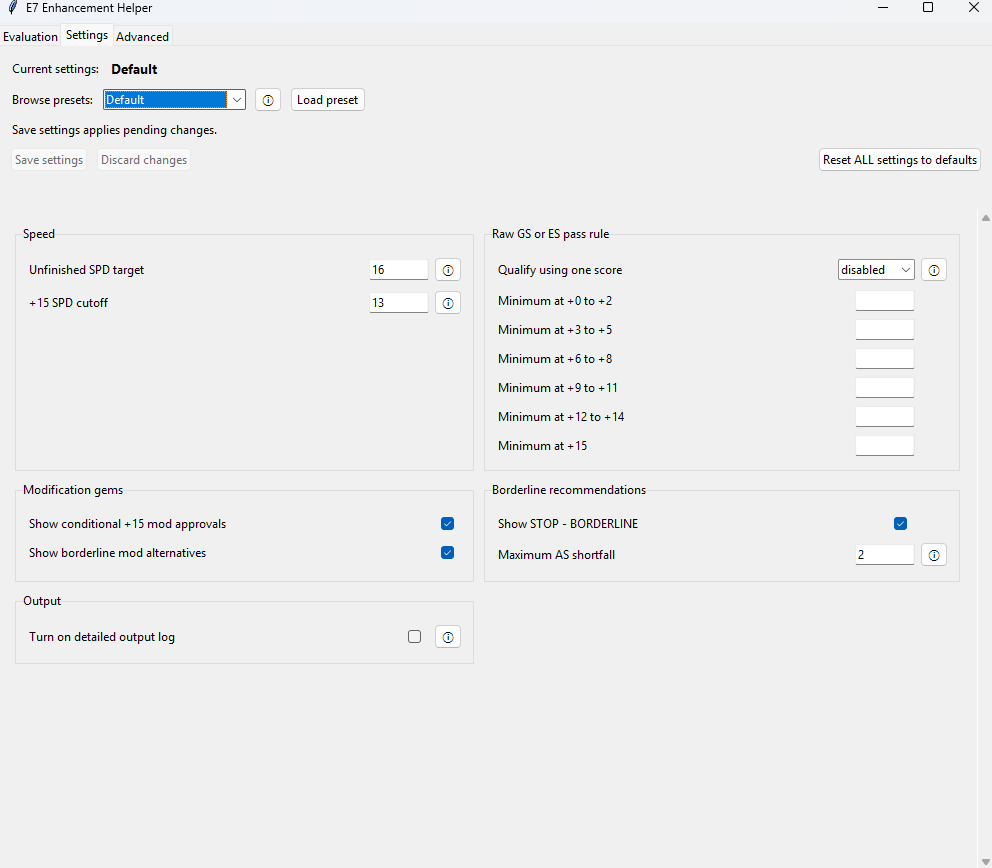 E7 Enhancement Helper
Evaluation Settings Advanced
Current settings: Default
Browse presets: Default Load preset
Save settings applies pending changes.
Save settings Discard changes Reset ALL settings to defaults
Speed
Unfinished SPD target 16
+15 SPD cutoff 13
Raw GS or ES pass rule
Qualify using one score disabled
Minimum at +0 to +2
Minimum at +3 to +5
Minimum at +6 to +8
Minimum at +9 to +11
Minimum at +12 to +14
Minimum at +15
Modification gems
Show conditional +15 mod approvals
Show borderline mod alternatives
Borderline recommendations
Show STOP - BORDERLINE
Maximum AS shortfall 2
Output
Turn on detailed output log